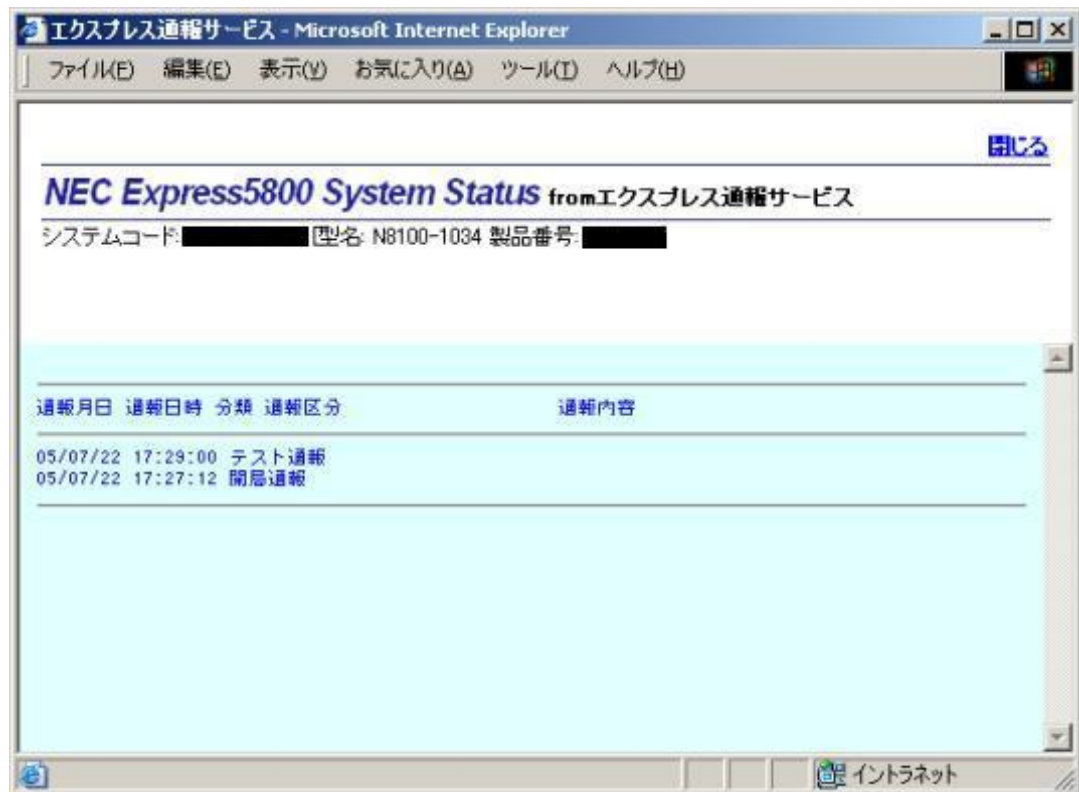 エクスプレス通報サービス - Microsoft Internet Explorer
ファイル(F) 編集(E) 表示(V) お気に入り(A) ツール(T) ヘルプ(H)
閉じる
NEC Express5800 System Status fromエクスプレス通報サービス
システムコード: 型名: N8100-1034 製品番号:
通報月日 通報日時 分類 通報区分 通報内容
05/07/22 17:29:00 テスト通報
05/07/22 17:27:12 開局通報
イントラネット